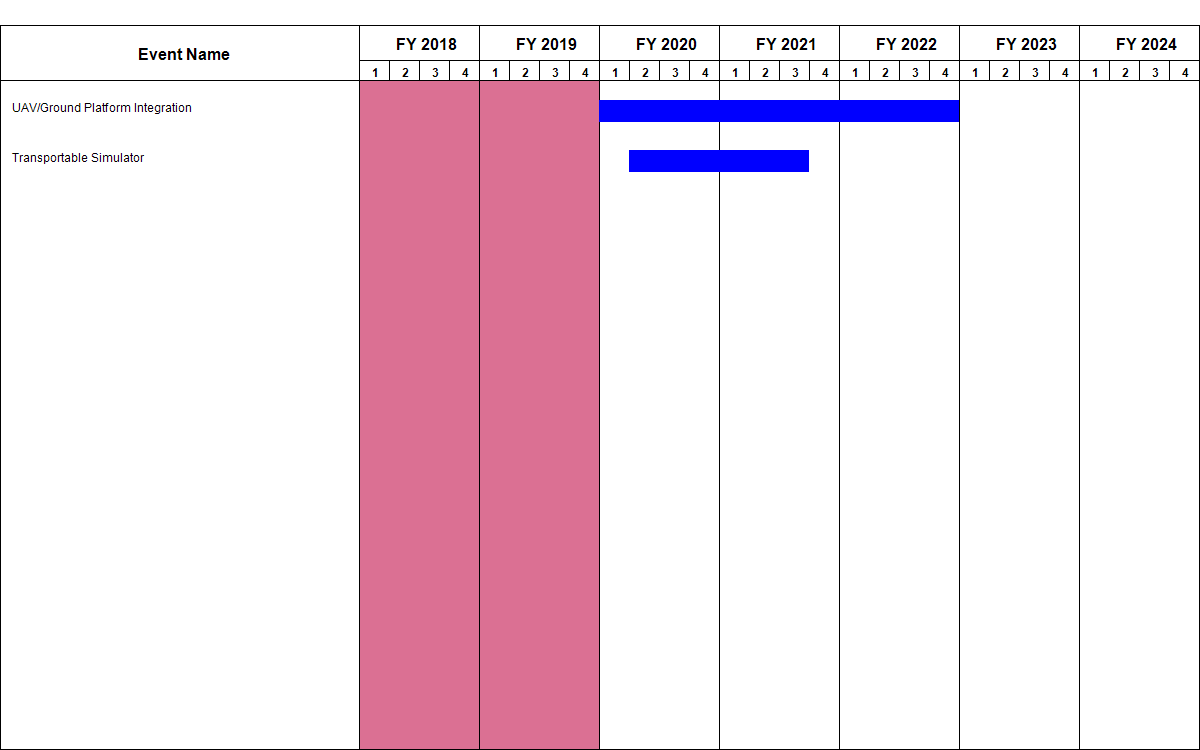 Event Name FY 2018 FY 2019 FY 2020 FY 2021 FY 2022 FY 2023 FY 2024
1 2 3 4 1 2 3 4 1 2 3 4 1 2 3 4 1 2 3 4 1 2 3 4 1 2 3 4
UAV/Ground Platform Integration
Transportable Simulator